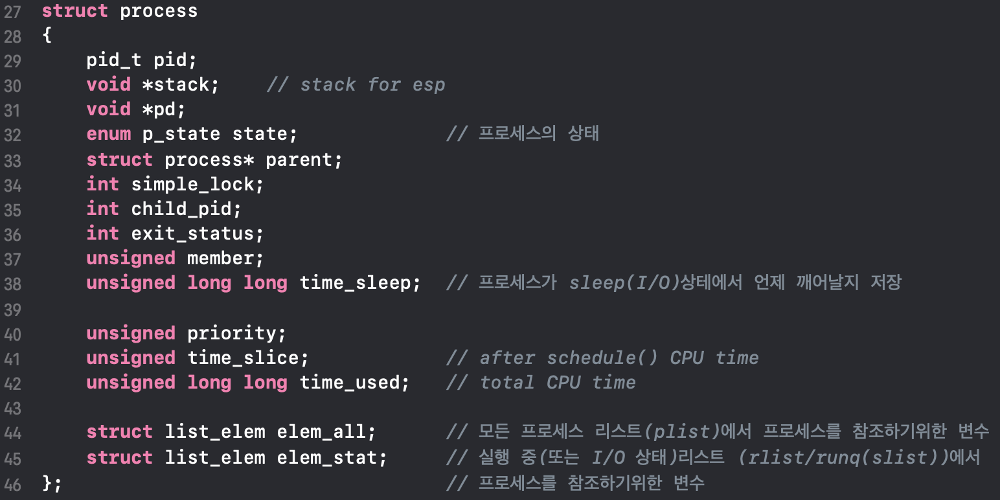 27 struct process
28 {
29 pid_t pid;
30 void *stack; // stack for esp
31 void *pd;
32 enum p_state state; // 프로세스의 상태
33 struct process* parent;
34 int simple_lock;
35 int child_pid;
36 int exit_status;
37 unsigned member;
38 unsigned long long time_sleep; // 프로세스가 sleep(I/O)상테에서 언제 깨어날지 저장
39
40 unsigned priority;
41 unsigned time_slice; // after schedule() CPU time
42 unsigned long long time_used; // total CPU time
43
44 struct list_elem elem_all; // 모든 프로세스 리스트(plist)에서 프로세스를 참조하기위한 변수
45 struct list_elem elem_stat; // 실행 중(또는 I/O 상태)리스트 (rlist/runq(slist))에서
46 }; // 프로세스를 참조하기위한 변수